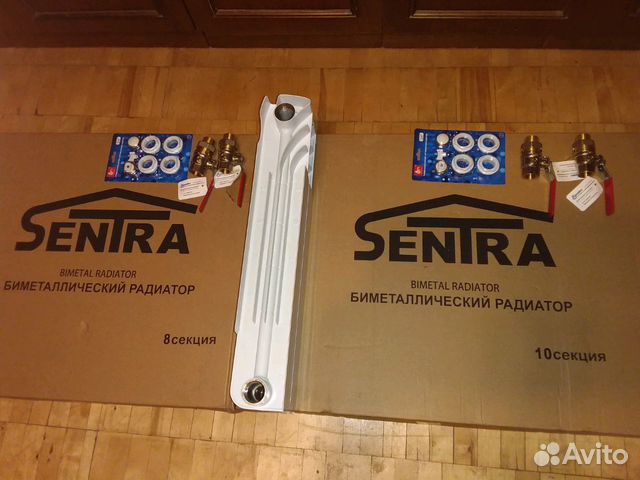 SENTRA
BIMETAL RADIATOR
БИМЕТАЛЛИЧЕСКИЙ РАДИАТОР
8секция
SENTRA
BIMETAL RADIATOR
БИМЕТАЛЛИЧЕСКИЙ РАДИАТОР
10секция
Avito